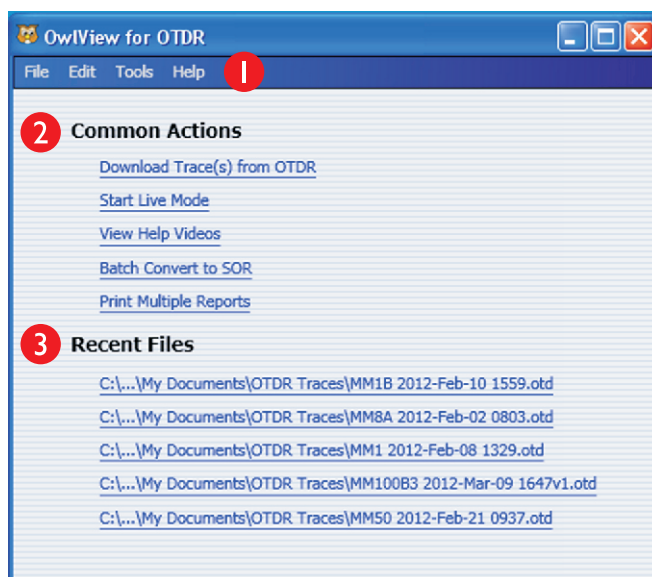 OwlView for OTDR
File Edit Tools Help 1
2 Common Actions
Download Trace(s) from OTDR
Start Live Mode
View Help Videos
Batch Convert to SOR
Print Multiple Reports
3 Recent Files
C:\...\My Documents\OTDR Traces\MM1B 2012-Feb-10 1559.otd
C:\...\My Documents\OTDR Traces\MM8A 2012-Feb-02 0803.otd
C:\...\My Documents\OTDR Traces\MM1 2012-Feb-08 1329.otd
C:\...\My Documents\OTDR Traces\MM100B3 2012-Mar-09 1647v1.otd
C:\...\My Documents\OTDR Traces\MM50 2012-Feb-21 0937.otd